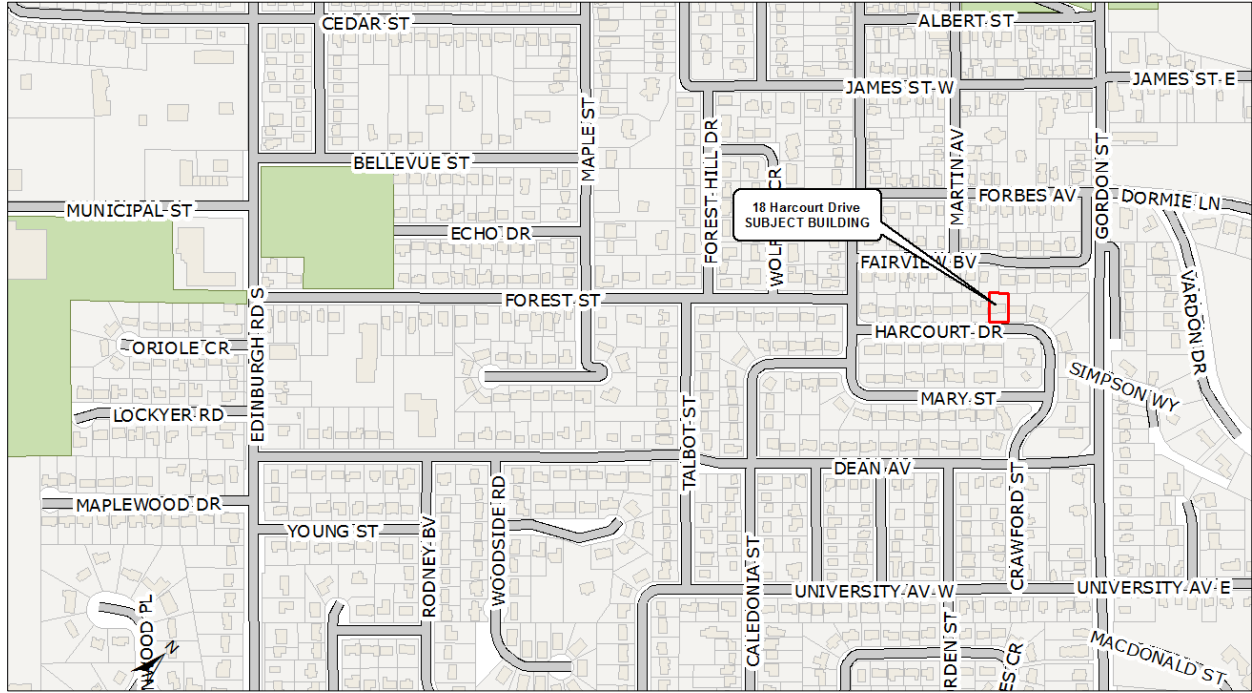 CEDAR ST
ALBERT ST
JAMES ST E
JAMES ST W
MAPLE ST
FOREST HILL DR
MARTIN AV
GORDON ST
BELLEVUE ST
MUNICIPAL ST
FORBES AV
DORMIE LN
18 Harcourt Drive
SUBJECT BUILDING
ECHO DR
FAIRVIEW BV
VARDON DR
FOREST ST
EDINBURGH RD S
ORIOLE CR
HARCOURT DR
SIMPSON WY
LOCKYER RD
TALBOT ST
MARY ST
DEAN AV
CRAWFORD ST
MAPLEWOOD DR
YOUNG ST
RODNEY BV
WOODSIDE RD
CALEDONIA ST
UNIVERSITY AV W
UNIVERSITY AV E
MACDONALD ST
N